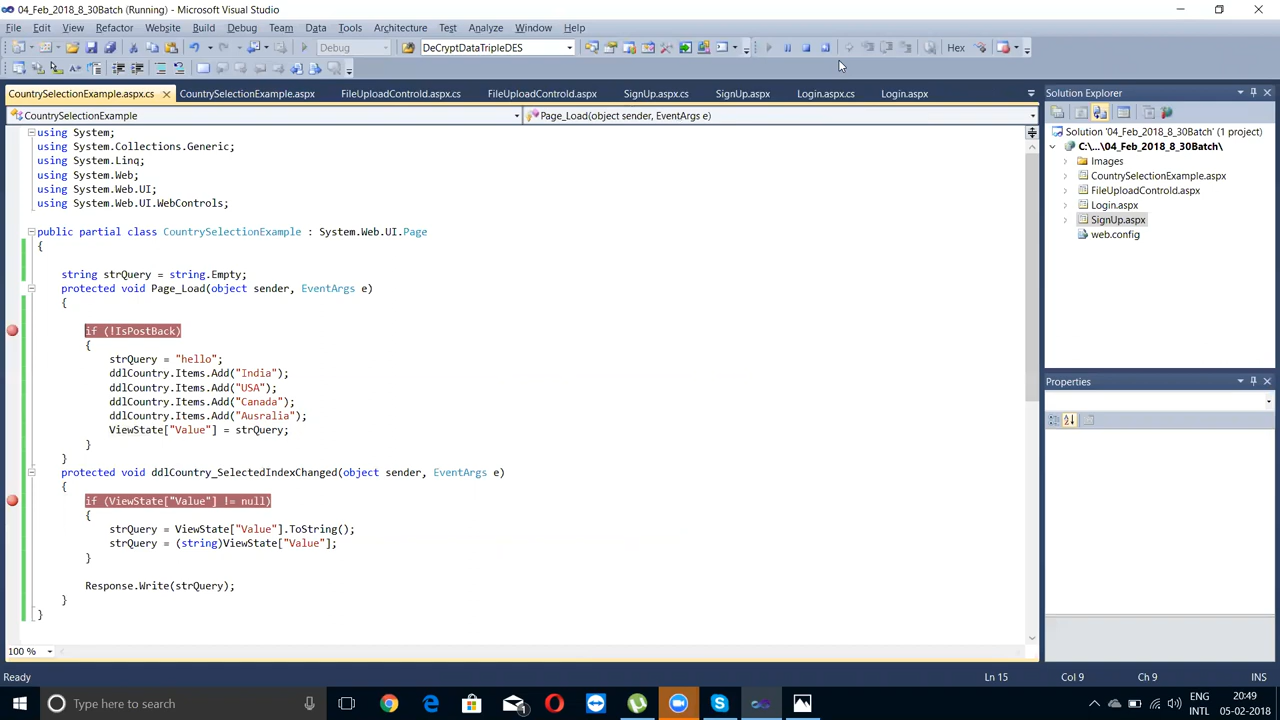 04_Feb_2018_8_30Batch (Running) - Microsoft Visual Studio
File Edit View Refactor Website Build Debug Team Data Tools Architecture Test Analyze Window Help
Debug DeCryptDataTripleDES Hex
CountrySelectionExample.aspx.cs CountrySelectionExample.aspx FileUploadControld.aspx.cs FileUploadControld.aspx SignUp.aspx.cs SignUp.aspx Login.aspx.cs Login.aspx
CountrySelectionExample Page_Load(object sender, EventArgs e)
using System;
using System.Collections.Generic;
using System.Linq;
using System.Web;
using System.Web.UI;
using System.Web.UI.WebControls;
public partial class CountrySelectionExample : System.Web.UI.Page
{
string strQuery = string.Empty;
protected void Page_Load(object sender, EventArgs e)
{
if (!IsPostBack)
{
strQuery = "hello";
ddlCountry.Items.Add("India");
ddlCountry.Items.Add("USA");
ddlCountry.Items.Add("Canada");
ddlCountry.Items.Add("Ausralia");
ViewState["Value"] = strQuery;
}
}
protected void ddlCountry_SelectedIndexChanged(object sender, EventArgs e)
{
if (ViewState["Value"] != null)
{
strQuery = ViewState["Value"].ToString();
strQuery = (string)ViewState["Value"];
}
Response.Write(strQuery);
}
}
100 %
Solution Explorer
Solution '04_Feb_2018_8_30Batch' (1 project)
C:\...\04_Feb_2018_8_30Batch\
Images
CountrySelectionExample.aspx
FileUploadControld.aspx
Login.aspx
SignUp.aspx
web.config
Properties
Ready Ln 15 Col 9 Ch 9 INS
Type here to search
1
ENG
INTL
20:49
05-02-2018